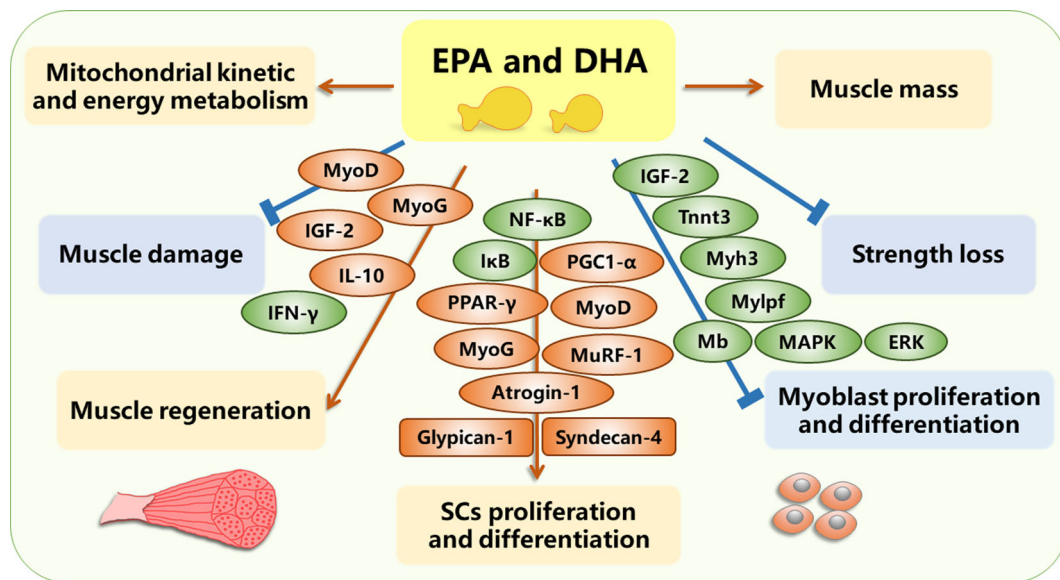 EPA and DHA
Mitochondrial kinetic
and energy metabolism
Muscle mass
MyoD
MyoG
IGF-2
IL-10
IFN-γ
Muscle damage
NF-κB
IκB
PGC1-α
PPAR-γ
MyoD
MyoG
MuRF-1
Atrogin-1
Glypican-1
Syndecan-4
IGF-2
Tnnt3
Myh3
Mylpf
Mb
MAPK
ERK
Strength loss
Muscle regeneration
Myoblast proliferation
and differentiation
SCs proliferation
and differentiation